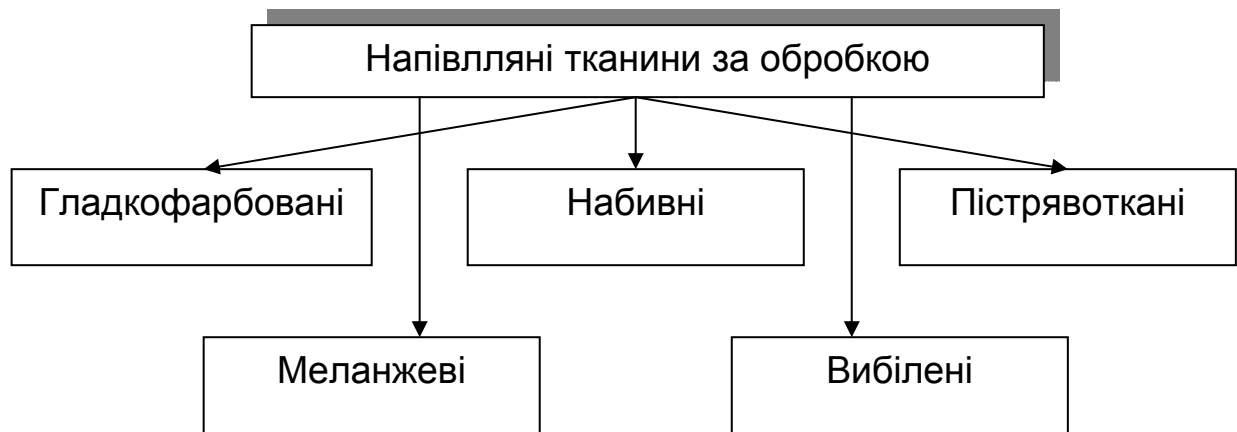 Напівлляні тканини за обробкою
Гладкофарбовані
Набивні
Пістрявоткані
Меланжеві
Вибілені